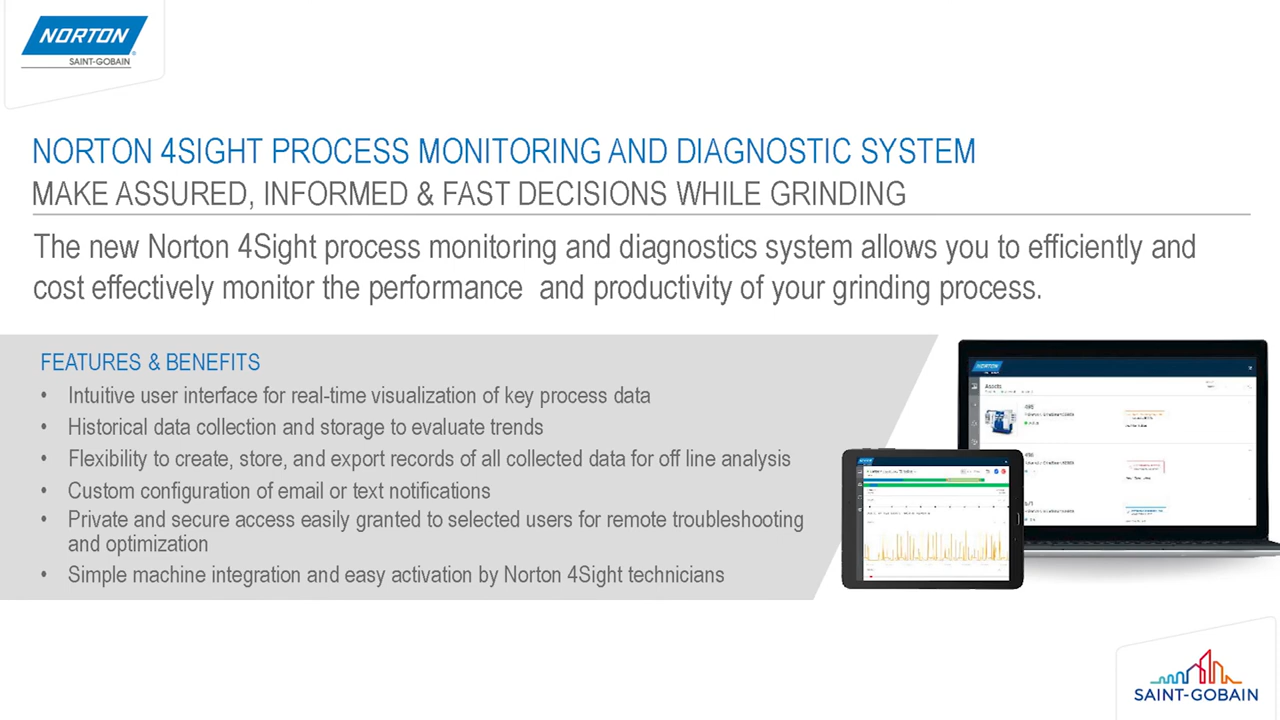 NORTON
SAINT-GOBAIN
NORTON 4SIGHT PROCESS MONITORING AND DIAGNOSTIC SYSTEM
MAKE ASSURED, INFORMED & FAST DECISIONS WHILE GRINDING
The new Norton 4Sight process monitoring and diagnostics system allows you to efficiently and
cost effectively monitor the performance and productivity of your grinding process.
FEATURES & BENEFITS
• Intuitive user interface for real-time visualization of key process data
• Historical data collection and storage to evaluate trends
• Flexibility to create, store, and export records of all collected data for off line analysis
• Custom configuration of email or text notifications
• Private and secure access easily granted to selected users for remote troubleshooting
and optimization
• Simple machine integration and easy activation by Norton 4Sight technicians
NORTON
Assets
SAINT-GOBAIN